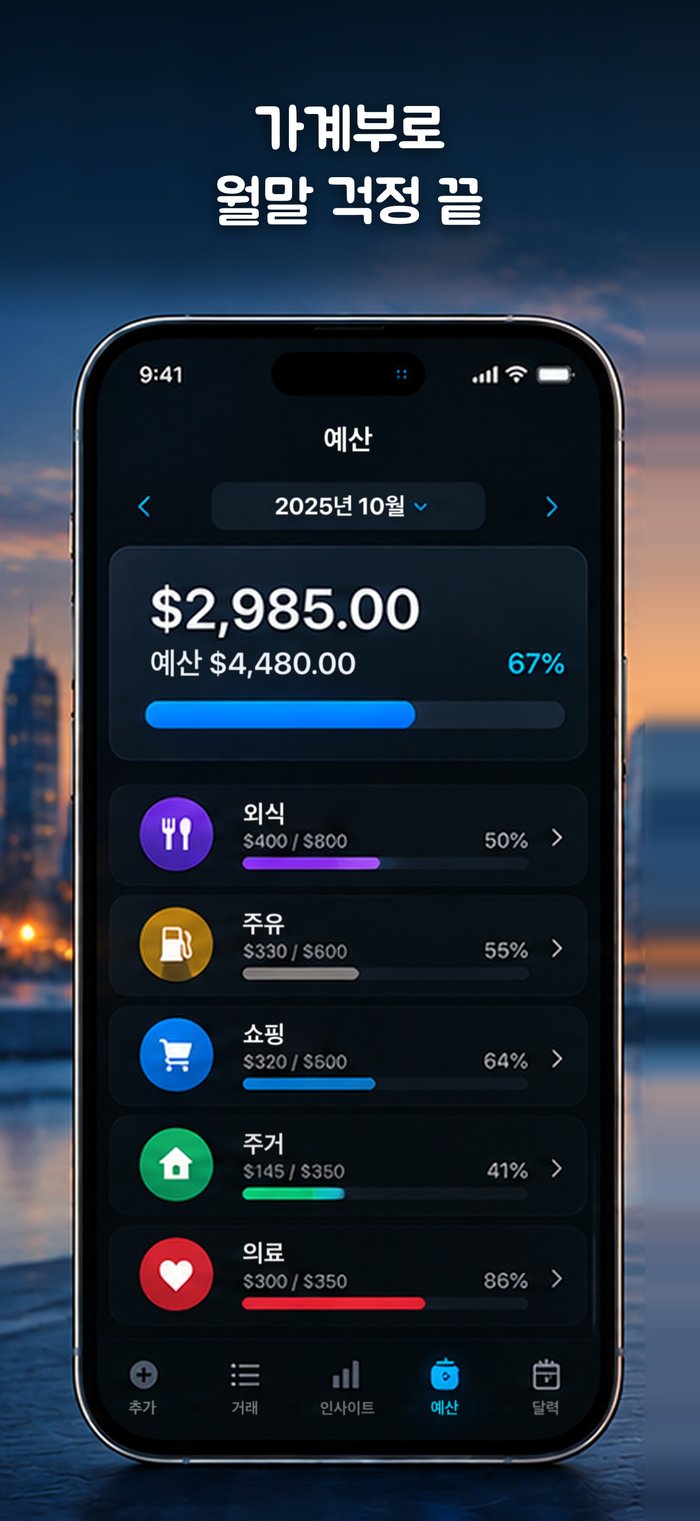 가계부로
월말 걱정 끝
9:41
예산
2025년 10월
$2,985.00
예산 $4,480.00
67%
외식
$400 / $800
50%
주유
$330 / $600
55%
쇼핑
$320 / $600
64%
주거
$145 / $350
41%
의료
$300 / $350
86%
추가
거래
인사이트
예산
달력